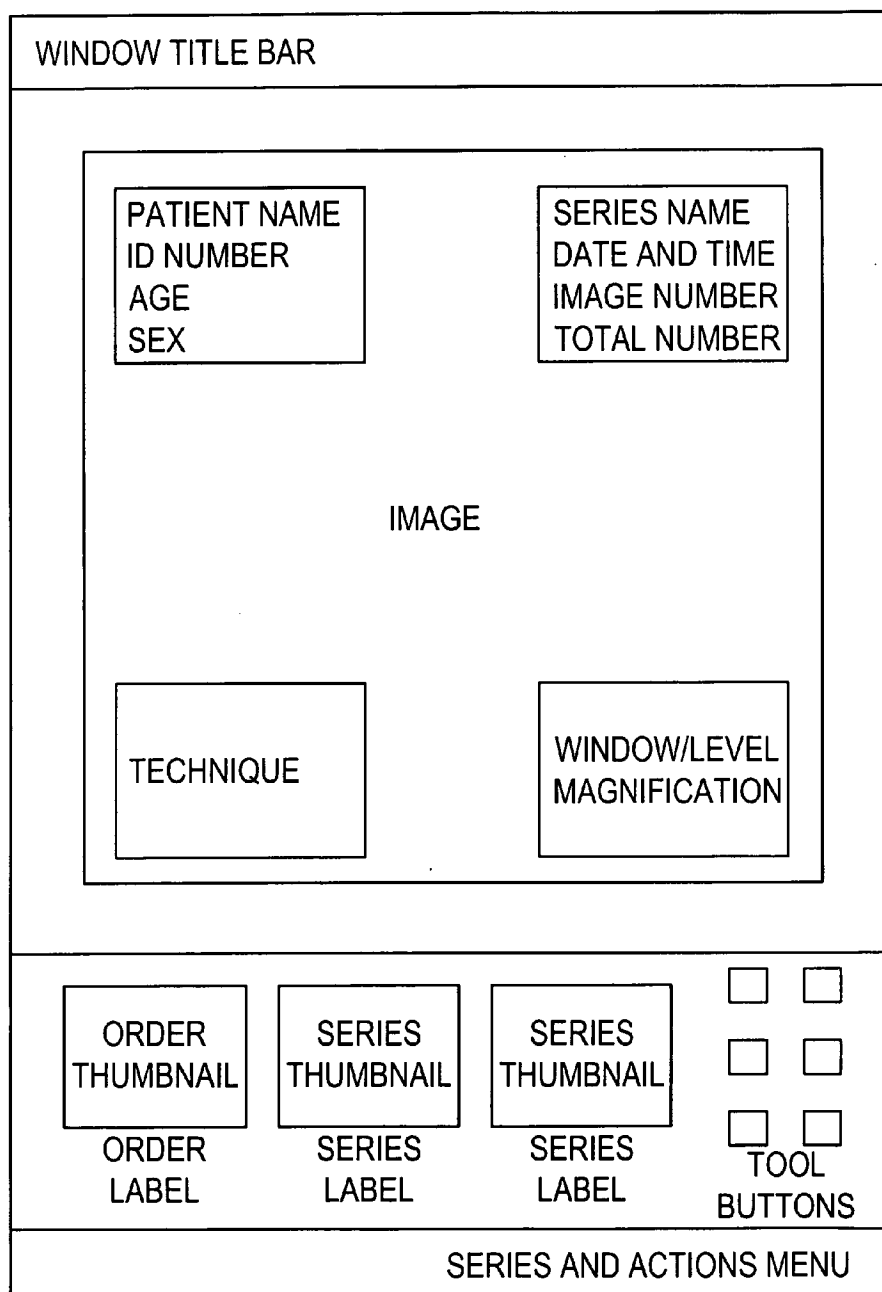 WINDOW TITLE BAR
PATIENT NAME
ID NUMBER
AGE
SEX
SERIES NAME
DATE AND TIME
IMAGE NUMBER
TOTAL NUMBER
IMAGE
TECHNIQUE
WINDOW/LEVEL
MAGNIFICATION
ORDER
THUMBNAIL
ORDER
LABEL
SERIES
THUMBNAIL
SERIES
LABEL
SERIES
THUMBNAIL
SERIES
LABEL
TOOL
BUTTONS
SERIES AND ACTIONS MENU